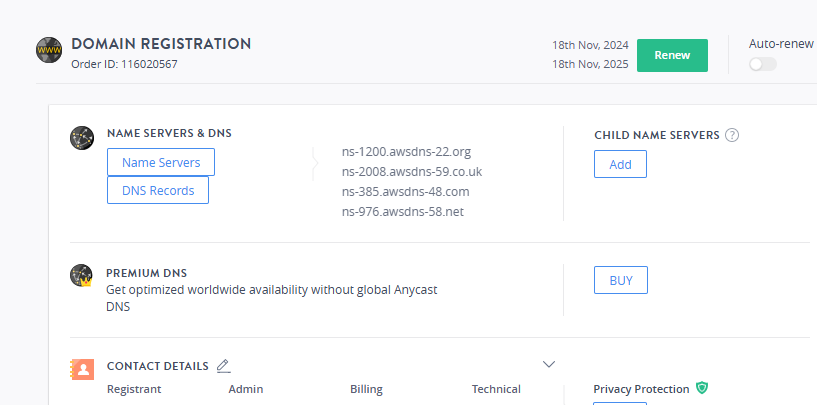 www
DOMAIN REGISTRATION
Order ID: 116020567
18th Nov, 2024
18th Nov, 2025
Renew
Auto-renew
NAME SERVERS & DNS
Name Servers
DNS Records
ns-1200.awsdns-22.org
ns-2008.awsdns-59.co.uk
ns-385.awsdns-48.com
ns-976.awsdns-58.net
CHILD NAME SERVERS ?
Add
PREMIUM DNS
Get optimized worldwide availability without global Anycast
DNS
BUY
CONTACT DETAILS
Registrant Admin Billing Technical
Privacy Protection